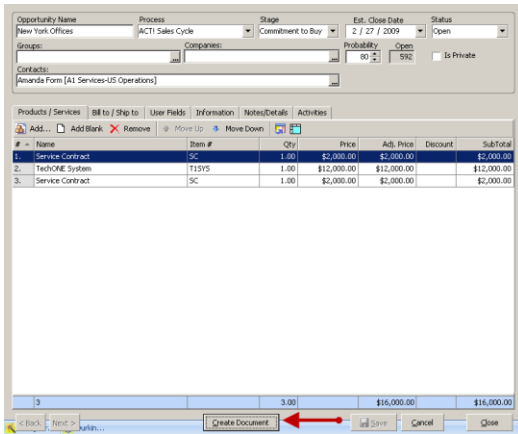 Opportunity Name Process Stage Est. Close Date Status
New York Offices ACT! Sales Cycle Commitment to Buy 2 / 27 / 2009 Open
Groups: Companies: Probability Open
... ... 80 592 Is Private
Contacts:
Amanda Form [A1 Services-US Operations] ...
Products / Services Bill to / Ship to User Fields Information Notes/Details Activities
Add... Add Blank Remove Move Up Move Down
# Name Item # Qty Price Adj. Price Discount SubTotal
1. Service Contract SC 1.00 $2,000.00 $2,000.00 $2,000.00
2. TechONE System T1SYS 1.00 $12,000.00 $12,000.00 $12,000.00
3. Service Contract SC 1.00 $2,000.00 $2,000.00 $2,000.00
3 3.00 $16,000.00 $16,000.00
< Back Next > Create Document Save Cancel Close